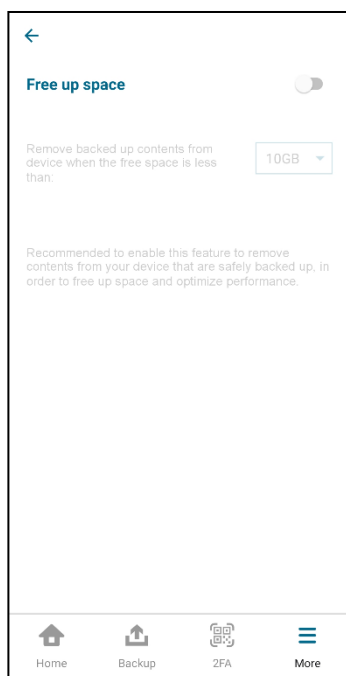 Free up space
Remove backed up contents from
device when the free space is less
than:
10GB
Recommended to enable this feature to remove
contents from your device that are safely backed up, in
order to free up space and optimize performance.
Home
Backup
2FA
More